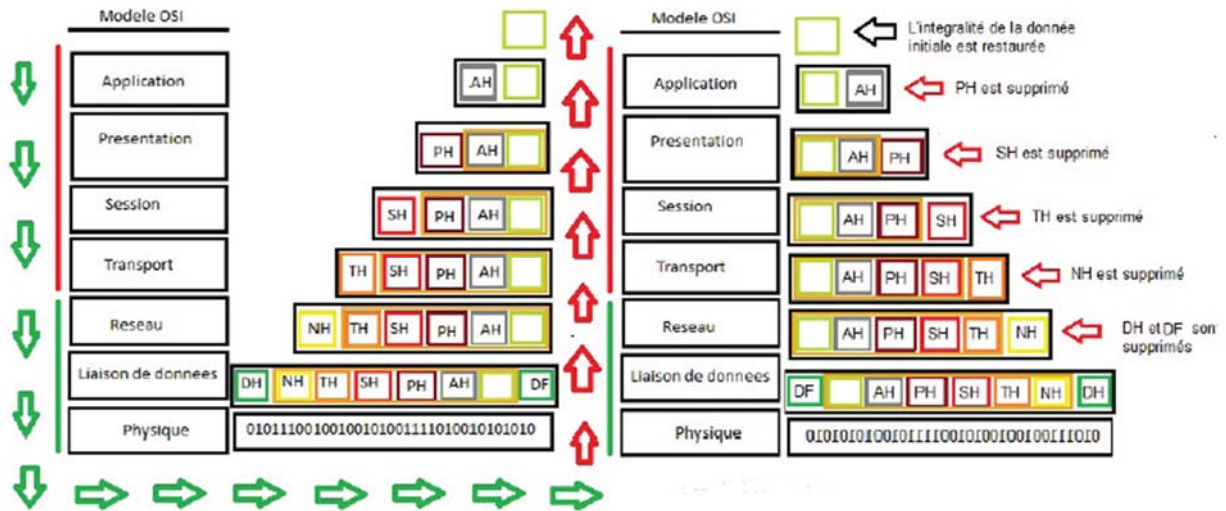 Modele OSI
Application
AH
Presentation
PH AH
Session
SH PH AH
Transport
TH SH PH AH
Reseau
NH TH SH PH AH
Liaison de donnees
DH NH TH SH PH AH DF
Physique
01011100100100101001111010010101010
Modele OSI
L'integralité de la donnée
initiale est restaurée
Application
AH
PH est supprimé
Presentation
AH PH
SH est supprimé
Session
AH PH SH
TH est supprimé
Transport
AH PH SH TH
NH est supprimé
Reseau
AH PH SH TH NH
DH et DF son
supprimés
Liaison de donnees
DF AH PH SH TH NH DH
Physique
01010101001011110010100100100111010